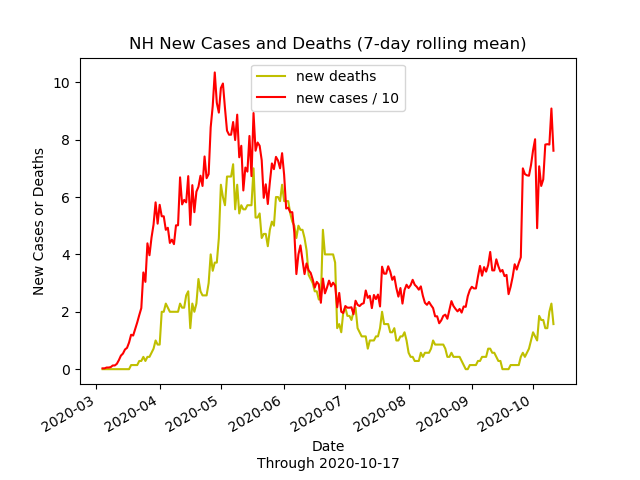 NH New Cases and Deaths (7-day rolling mean)
new deaths
new cases / 10
New Cases or Deaths
10
8
6
4
2
0
2020-03
2020-04
2020-05
2020-06
2020-07
2020-08
2020-09
2020-10
Date
Through 2020-10-17